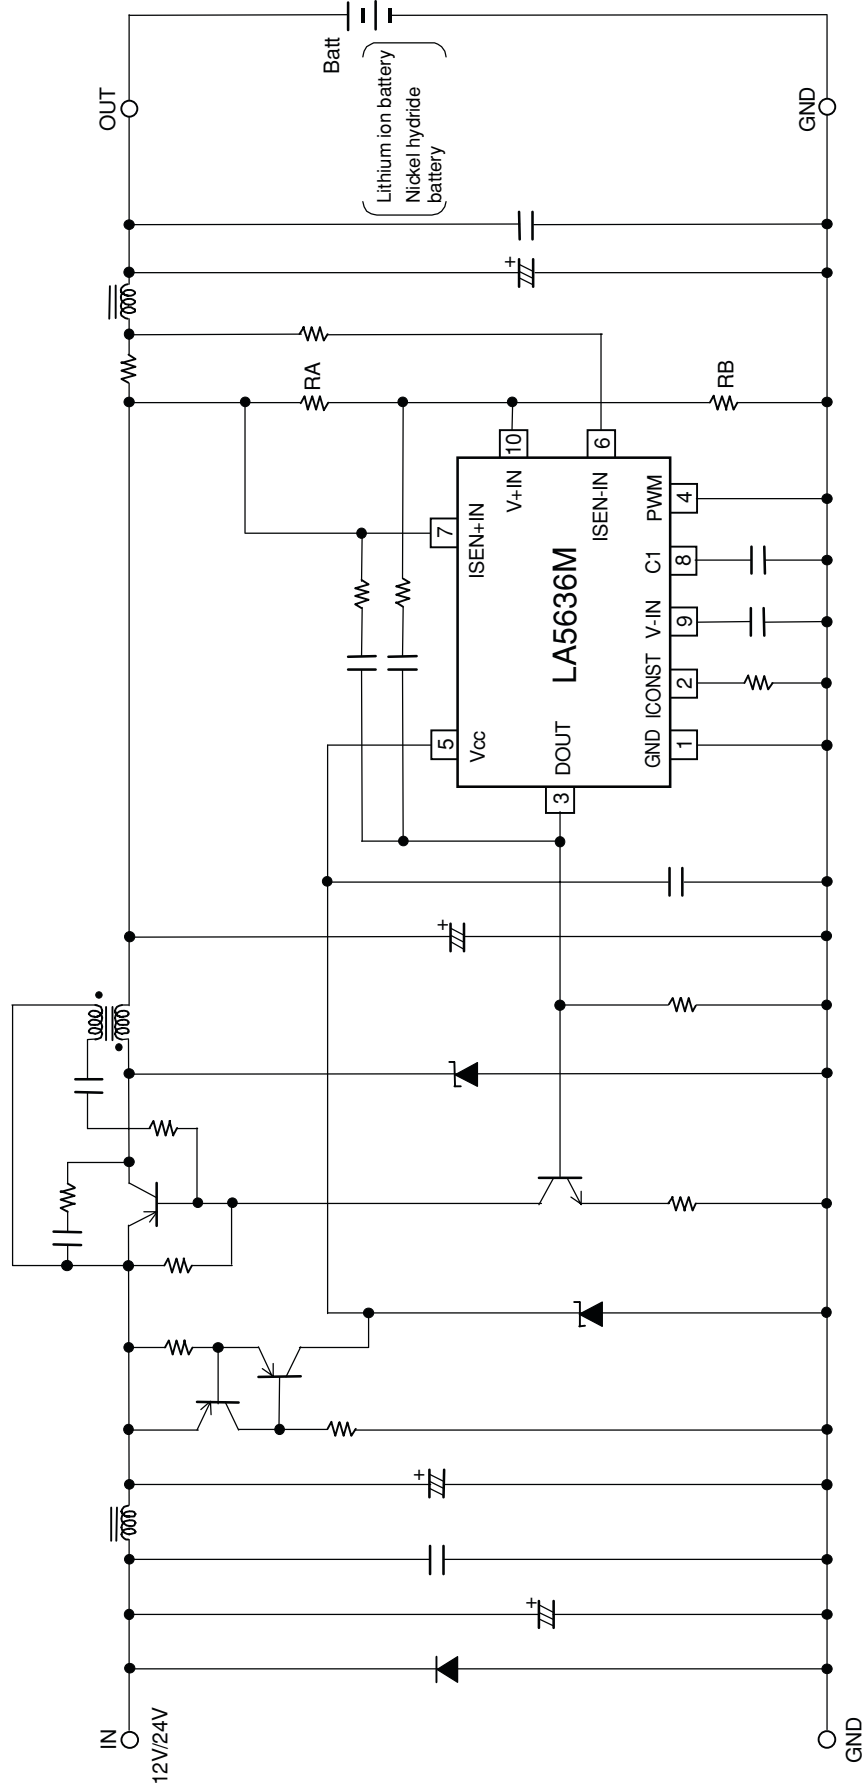 IN
12V/24V
GND
OUT
GND
Batt
Lithium ion battery
Nickel hydride
battery
+
+
+
+
RA
RB
LA5636M
5
Vcc
7
ISEN+IN
10
V+IN
6
ISEN-IN
3
DOUT
GND
1
ICONST
2
V-IN
9
C1
8
PWM
4